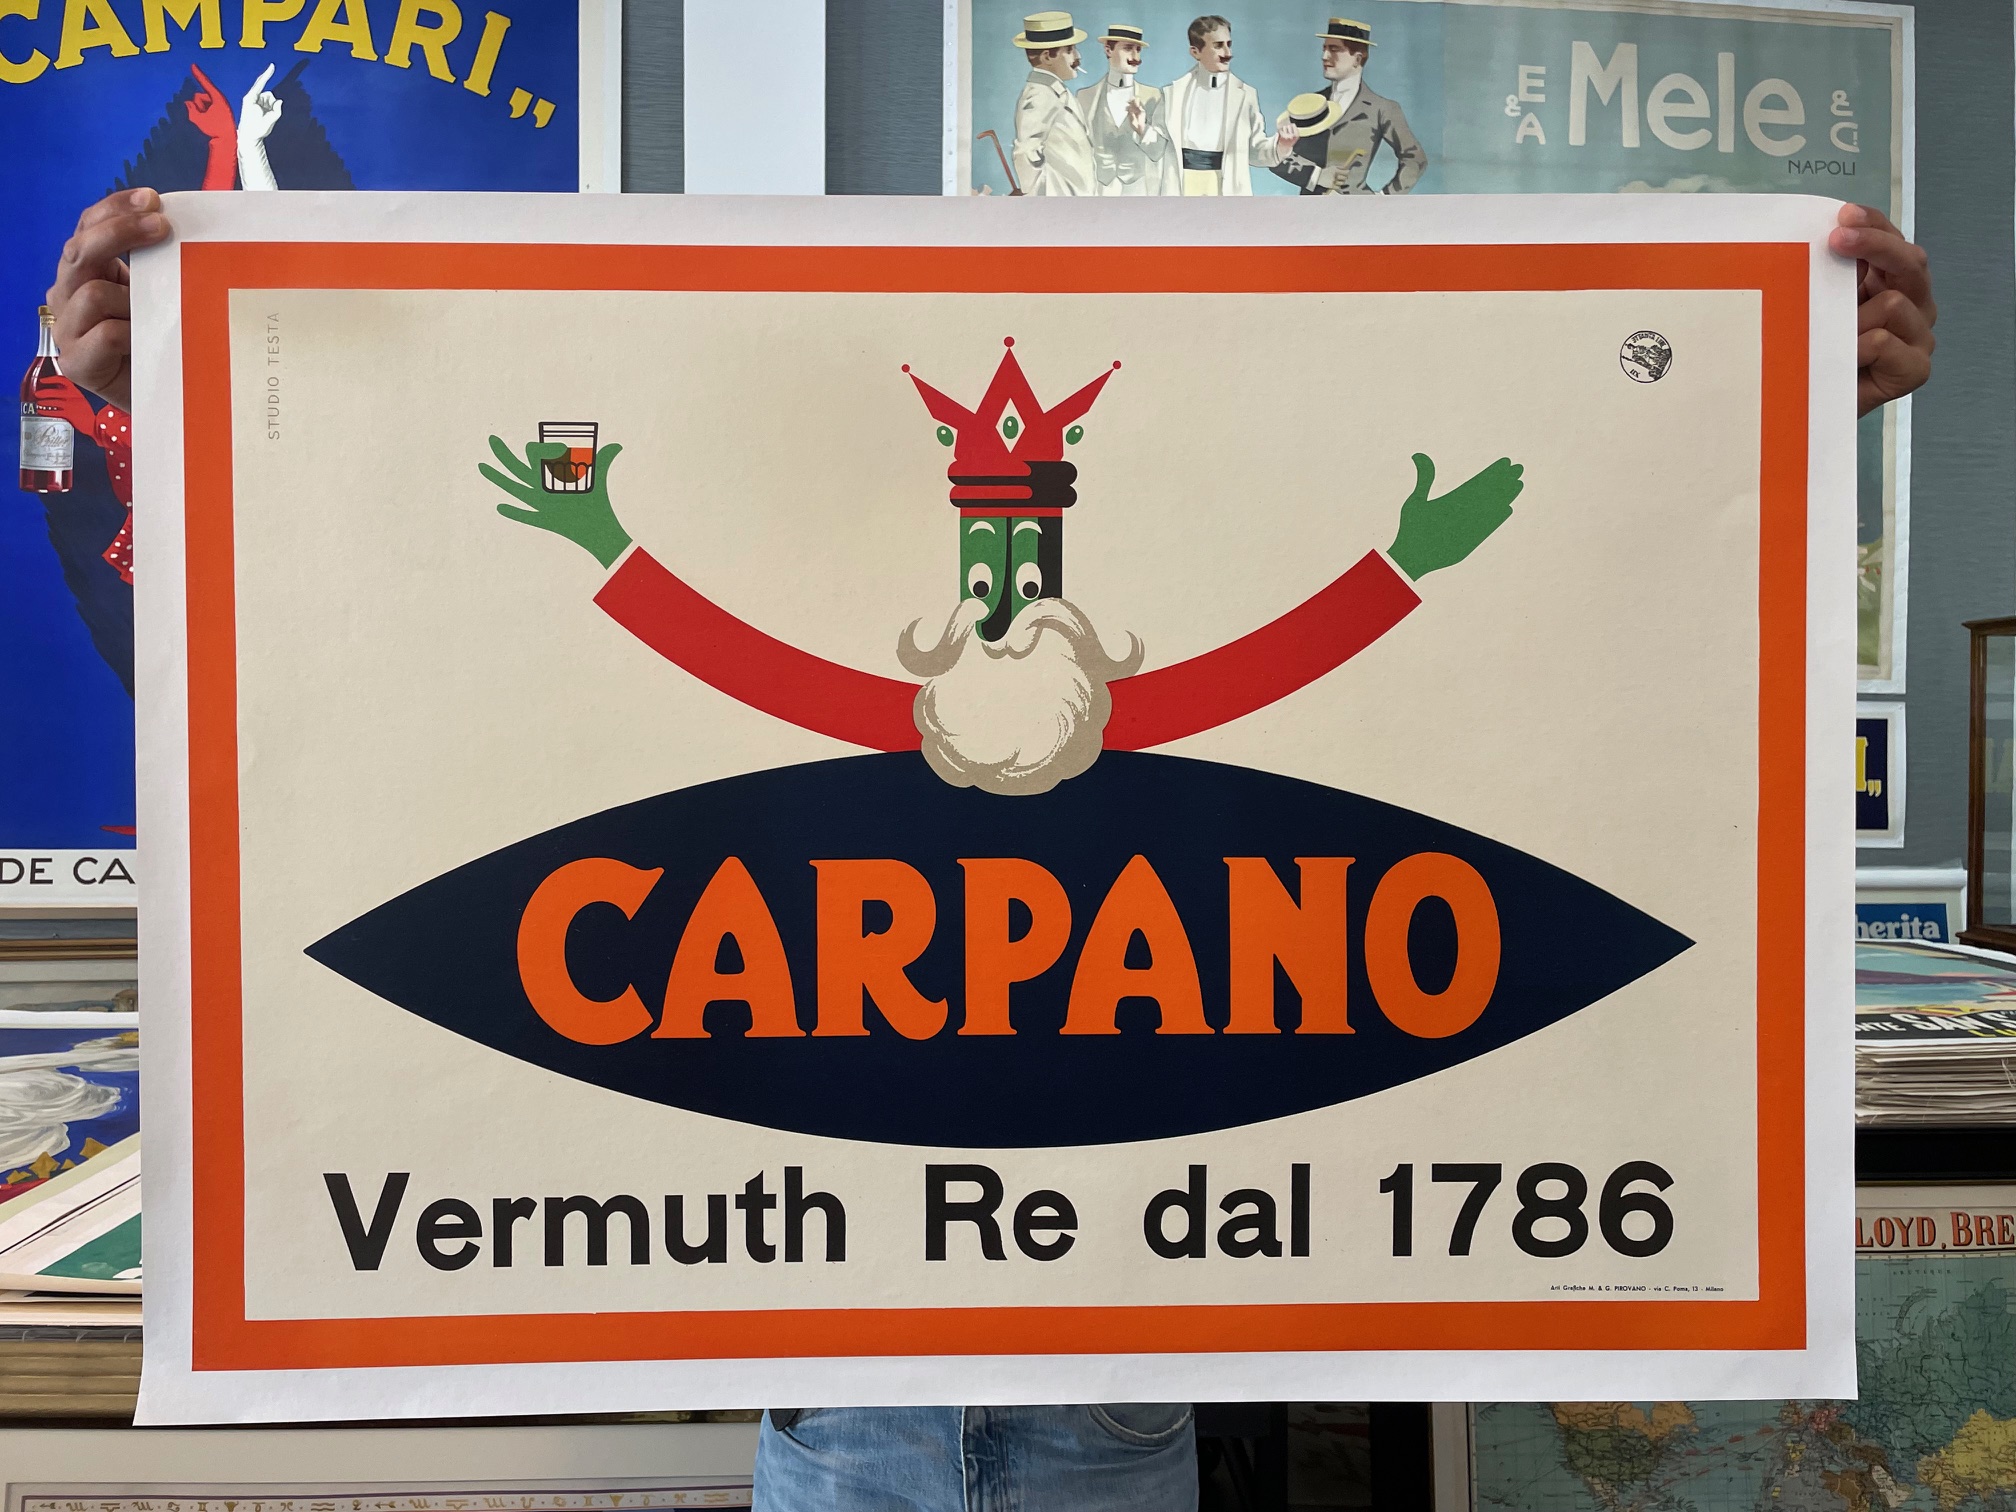 CAMPARI„
E & A Mele & C.
NAPOLI
STUDIO TESTA
CARPANO
Vermuth Re dal 1786
Arti Grafiche M. & G. PIROVANO - via C. Poma, 13 - Milano
DE CA
herita
LOYD, BRE